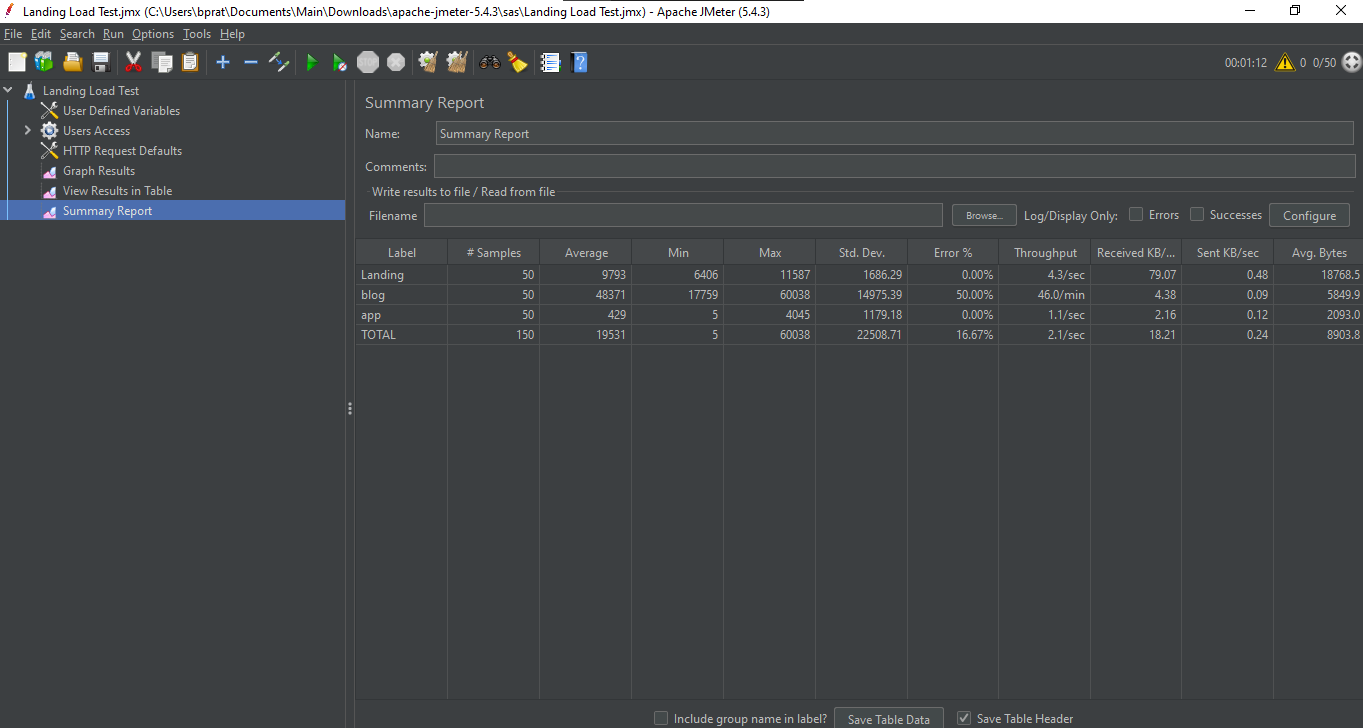 Landing Load Test.jmx (C:\Users\bprat\Documents\Main\Downloads\apache-jmeter-5.4.3\sas\Landing Load Test.jmx) - Apache JMeter (5.4.3)
File Edit Search Run Options Tools Help
STOP 00:01:12 0 0/50
Landing Load Test
User Defined Variables
Users Access
HTTP Request Defaults
Graph Results
View Results in Table
Summary Report
Summary Report
Name: Summary Report
Comments:
Write results to file / Read from file
Filename Browse... Log/Display Only: Errors Successes Configure
Label # Samples Average Min Max Std. Dev. Error % Throughput Received KB/... Sent KB/sec Avg. Bytes
Landing 50 9793 6406 11587 1686.29 0.00% 4.3/sec 79.07 0.48 18768.5
blog 50 48371 17759 60038 14975.39 50.00% 46.0/min 4.38 0.09 5849.9
app 50 429 5 4045 1179.18 0.00% 1.1/sec 2.16 0.12 2093.0
TOTAL 150 19531 5 60038 22508.71 16.67% 2.1/sec 18.21 0.24 8903.8
Include group name in label? Save Table Data Save Table Header